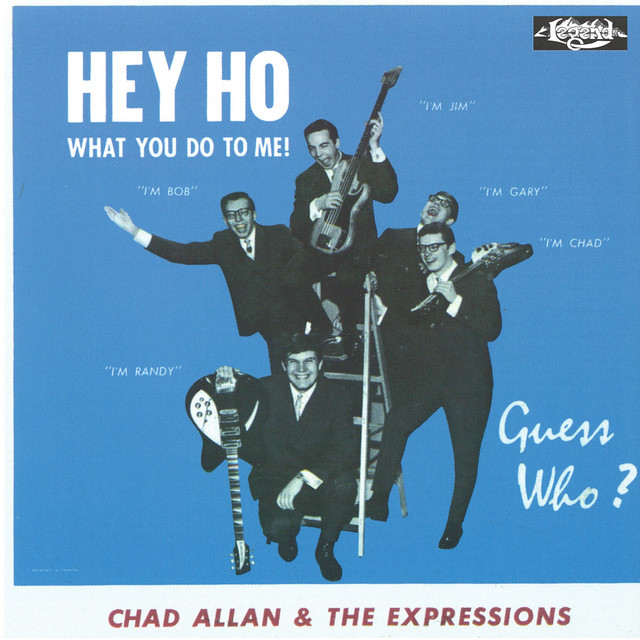 Legend
HEY HO
WHAT YOU DO TO ME!
"I'M JIM"
"I'M BOB"
"I'M GARY"
"I'M CHAD"
"I'M RANDY"
Guess
Who?
CHAD ALLAN & THE EXPRESSIONS